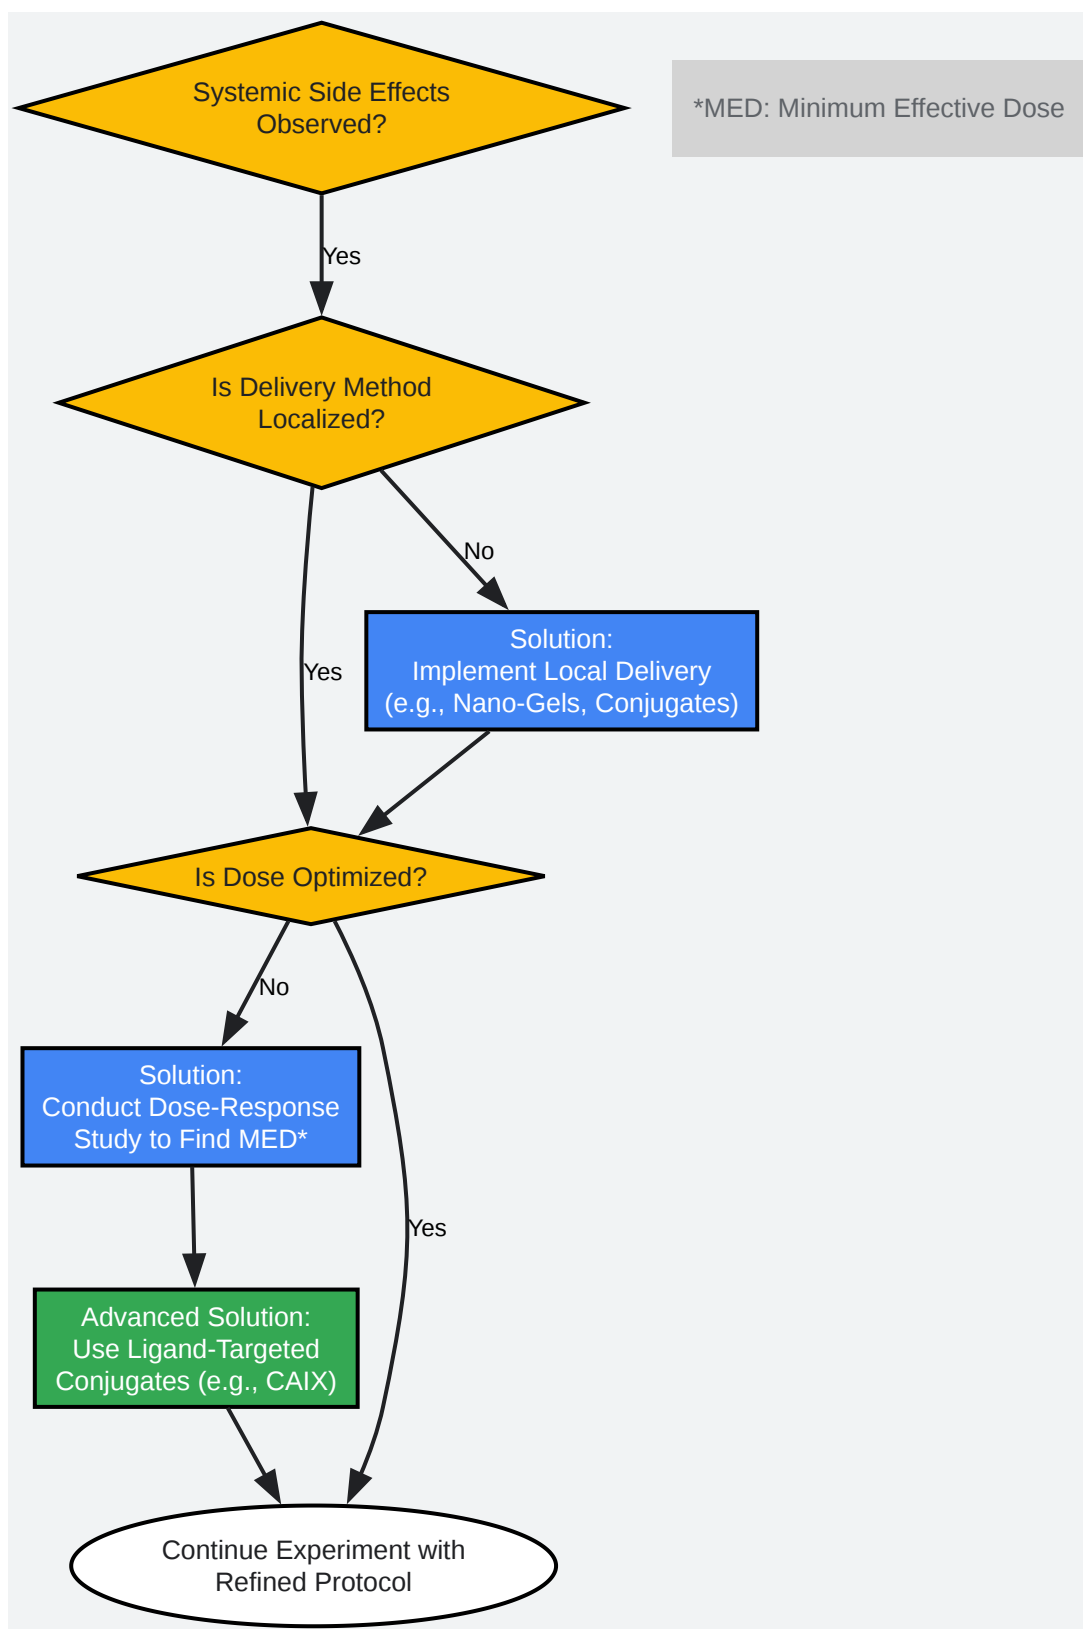 Systemic Side Effects
Observed?
*MED: Minimum Effective Dose
Yes
Is Delivery Method
Localized?
No
Solution:
Implement Local Delivery
(e.g., Nano-Gels, Conjugates)
Yes
Is Dose Optimized?
No
Solution:
Conduct Dose-Response
Study to Find MED*
Yes
Advanced Solution:
Use Ligand-Targeted
Conjugates (e.g., CAIX)
Continue Experiment with
Refined Protocol